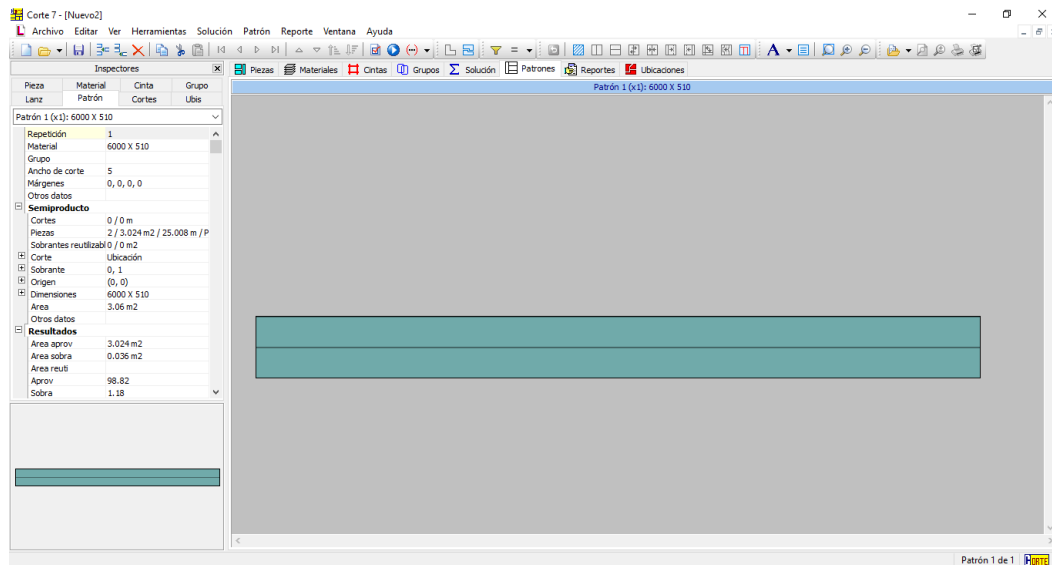 Corte 7 - [Nuevo2]
Archivo Editar Ver Herramientas Solución Patrón Reporte Ventana Ayuda
Inspectores
Piezas Materiales Cintas Grupos Solución Patrones Reportes Ubicaciones
Pieza Material Cinta Grupo
Lanz Patrón Cortes Ubis
Patrón 1 (x1): 6000 X 510
Patrón 1 (x1): 6000 X 510
Repetición 1
Material 6000 X 510
Grupo
Ancho de corte 5
Márgenes 0, 0, 0, 0
Otros datos
Semiproducto
Cortes 0 / 0 m
Piezas 2 / 3.024 m2 / 25.008 m / P
Sobrantes reutilizabl 0 / 0 m2
Corte Ubicación
Sobrante 0, 1
Origen (0, 0)
Dimensiones 6000 X 510
Area 3.06 m2
Otros datos
Resultados
Area aprov 3.024 m2
Area sobra 0.036 m2
Area reuti
Aprov 98.82
Sobra 1.18
Patrón 1 de 1